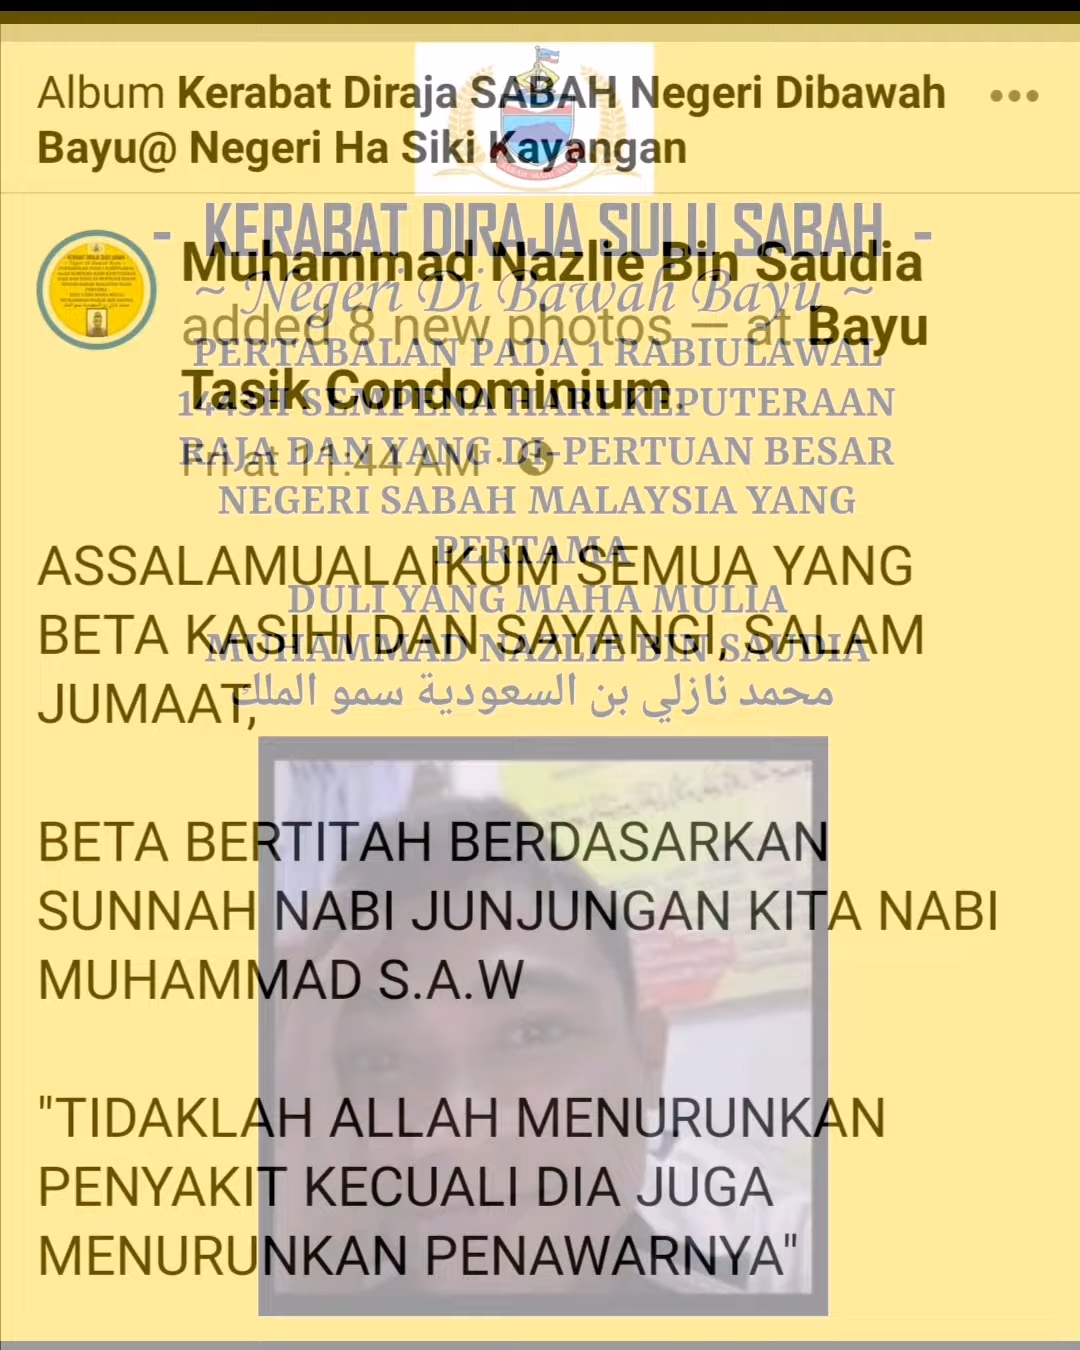 Album Kerabat Diraja SABAH Negeri Dibawah
Bayu@ Negeri Ha Siki Kayangan
- KERABAT DIRAJA SULU SABAH -
Muhammad Nazlie Bin Saudia
~ Negeri Di Bawah Bayu ~
added 8 new photos — at Bayu
PERTABALAN PADA 1 RABIULAWAL
Tasik Condominium.
1443H SEMPENA HARI KEPUTERAAN
RAJA DAN YANG DI-PERTUAN BESAR
Fri at 11:44 AM ·
NEGERI SABAH MALAYSIA YANG
PERTAMA
ASSALAMUALAIKUM SEMUA YANG
DULI YANG MAHA MULIA
BETA KASIHI DAN SAYANGI, SALAM
MUHAMMAD NAZLIE BIN SAUDIA
محمد نازلي بن السعودية سمو الملك
JUMAAT,
BETA BERTITAH BERDASARKAN
SUNNAH NABI JUNJUNGAN KITA NABI
MUHAMMAD S.A.W
"TIDAKLAH ALLAH MENURUNKAN
PENYAKIT KECUALI DIA JUGA
MENURUNKAN PENAWARNYA"